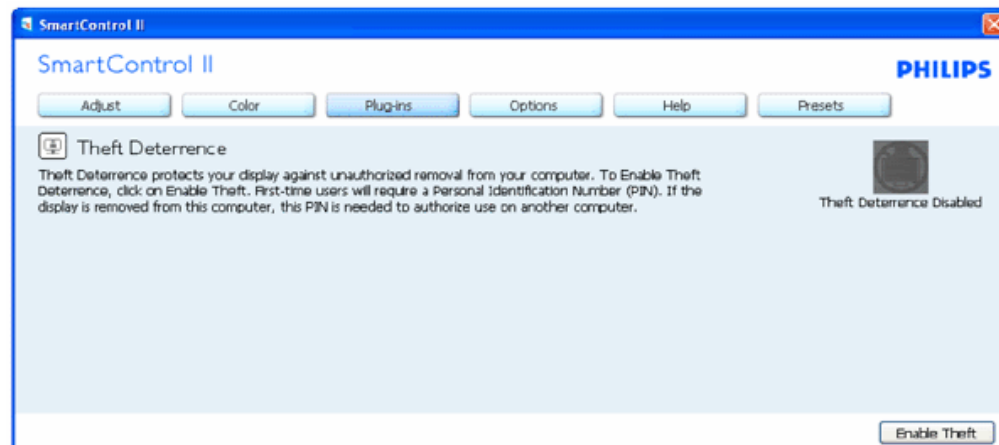 SmartControl II
SmartControl II
PHILIPS
Adjust Color Plug-ins Options Help Presets
Theft Deterrence
Theft Deterrence protects your display against unauthorized removal from your computer. To Enable Theft
Deterrence, click on Enable Theft. First-time users will require a Personal Identification Number (PIN). If the
display is removed from this computer, this PIN is needed to authorize use on another computer.
Theft Deterrence Disabled
Enable Theft